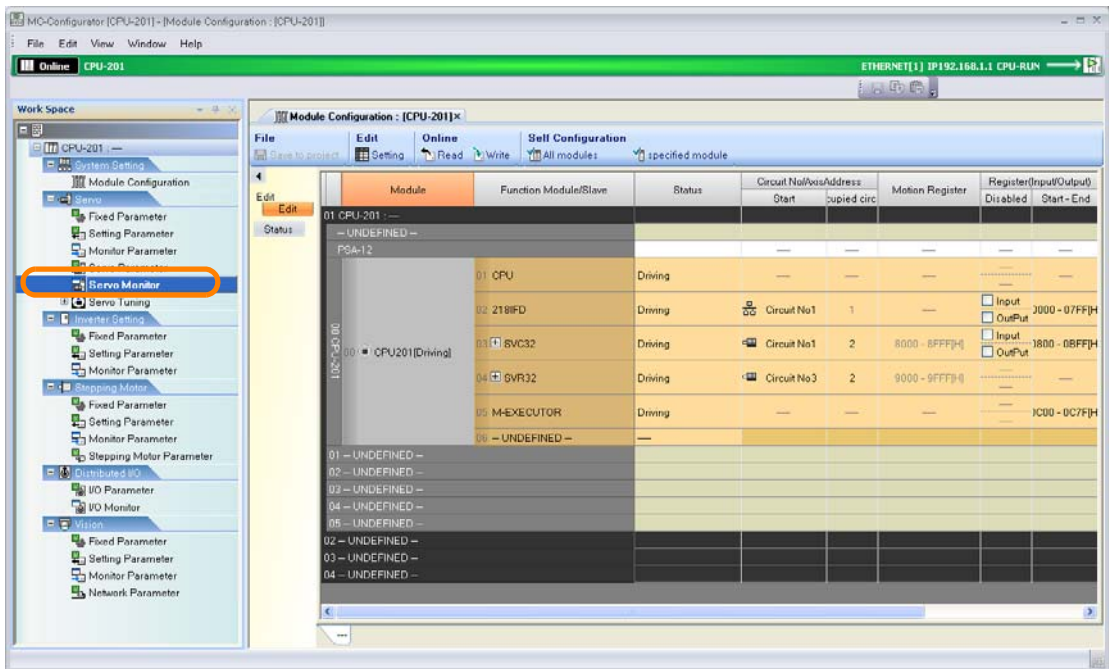 MC-Configurator [CPU-201] - [Module Configuration : [CPU-201]]
File Edit View Window Help
Online CPU-201 ETHERNET[1] IP192.168.1.1 CPU-RUN
Work Space
CPU-201 : ---
System Setting
Module Configuration
Servo
Fixed Parameter
Setting Parameter
Monitor Parameter
Servo Parameter
Servo Monitor
Servo Tuning
Inverter Setting
Fixed Parameter
Setting Parameter
Monitor Parameter
Stepping Motor
Fixed Parameter
Setting Parameter
Monitor Parameter
Stepping Motor Parameter
Distributed I/O
I/O Parameter
I/O Monitor
Vision
Fixed Parameter
Setting Parameter
Monitor Parameter
Network Parameter
Module Configuration : [CPU-201]×
File Edit Online Self Configuration
Save to project Setting Read Write All modules specified module
Edit
Edit
Status
Module Function Module/Slave Status Circuit No/AxisAddress Motion Register Register(Input/Output)
Start cupied circ Disabled Start - End
01 CPU-201 : ---
-- UNDEFINED --
PSA-12 --- --- --- --- ---
00 CPU-201
00 CPU201[Driving]
01 CPU Driving --- --- --- --- ---
02 218IFD Driving Circuit No1 1 --- Input OutPut 0000 - 07FF[H
03 SVC32 Driving Circuit No1 2 8000 - 8FFF[H] Input OutPut 0800 - 0BFF[H
04 SVR32 Driving Circuit No3 2 9000 - 9FFF[H] --- ---
05 M-EXECUTOR Driving --- --- --- --- 0C00 - 0C7F[H
06 -- UNDEFINED -- ---
01 -- UNDEFINED --
02 -- UNDEFINED --
03 -- UNDEFINED --
04 -- UNDEFINED --
05 -- UNDEFINED --
02 -- UNDEFINED --
03 -- UNDEFINED --
04 -- UNDEFINED --
---